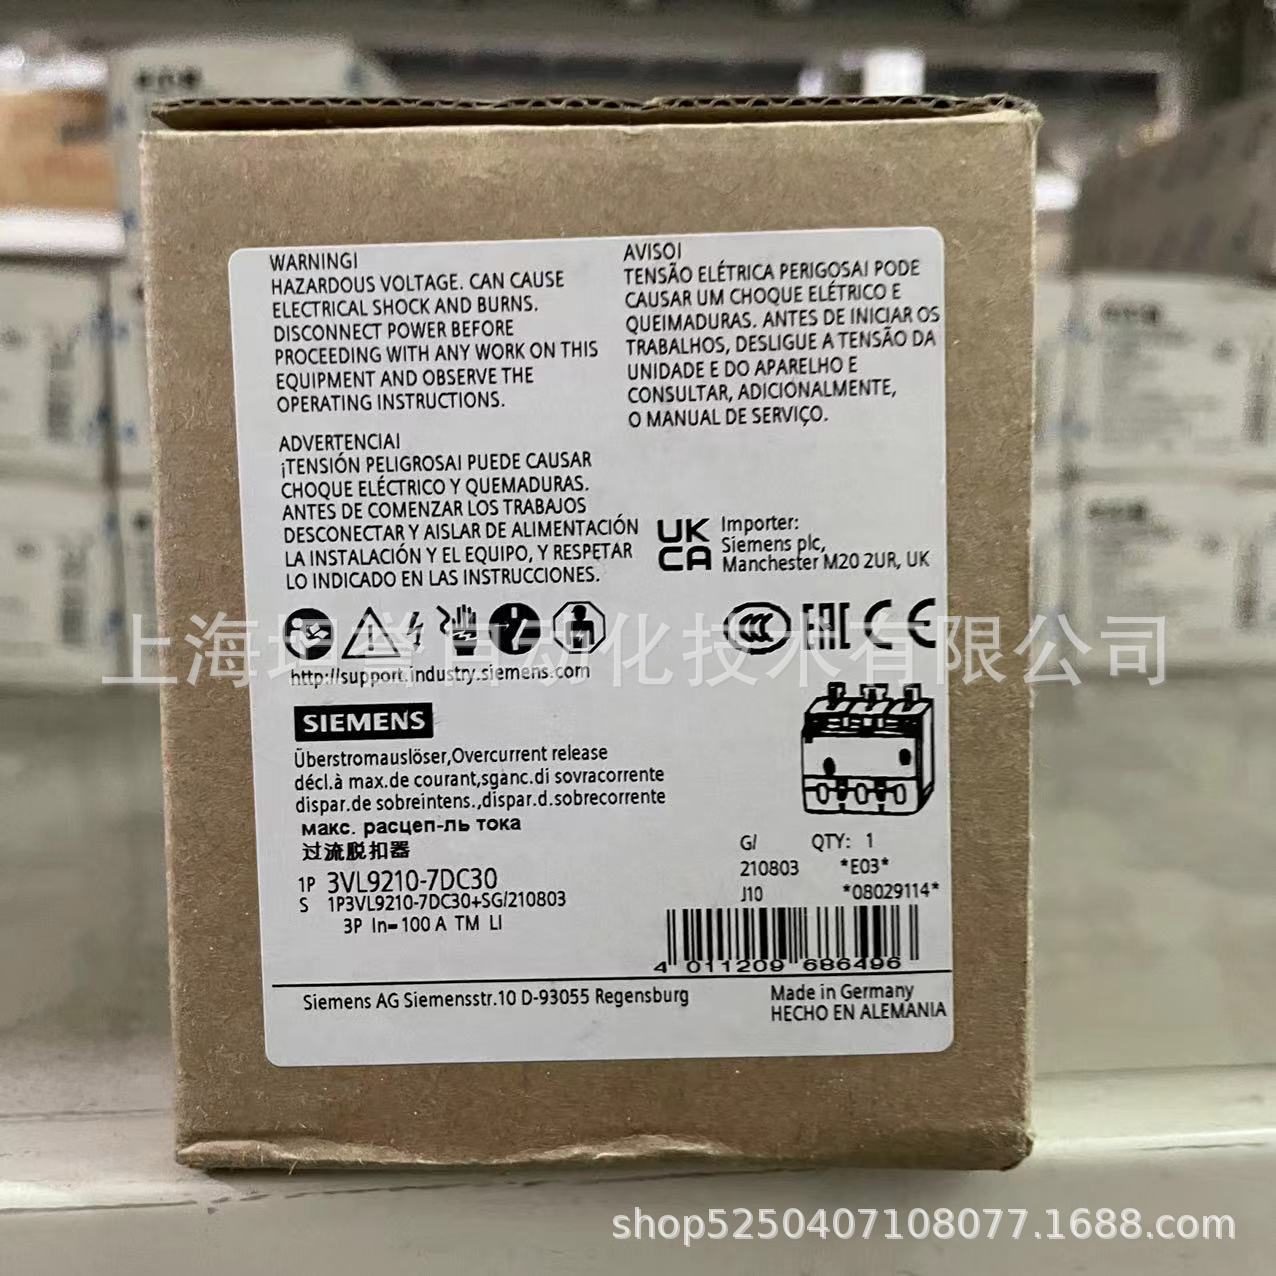 WARNING!
HAZARDOUS VOLTAGE. CAN CAUSE
ELECTRICAL SHOCK AND BURNS.
DISCONNECT POWER BEFORE
PROCEEDING WITH ANY WORK ON THIS
EQUIPMENT AND OBSERVE THE
OPERATING INSTRUCTIONS.
AVISO!
TENSÃO ELÉTRICA PERIGOSA! PODE
CAUSAR UM CHOQUE ELÉTRICO E
QUEIMADURAS. ANTES DE INICIAR OS
TRABALHOS, DESLIGUE A TENSÃO DA
UNIDADE E DO APARELHO E
CONSULTAR, ADICIONALMENTE,
O MANUAL DE SERVIÇO.
ADVERTENCIA!
¡TENSIÓN PELIGROSA! PUEDE CAUSAR
CHOQUE ELÉCTRICO Y QUEMADURAS.
ANTES DE COMENZAR LOS TRABAJOS
DESCONECTAR Y AISLAR DE ALIMENTACIÓN
LA INSTALACIÓN Y EL EQUIPO, Y RESPETAR
LO INDICADO EN LAS INSTRUCCIONES.
UK
CA
Importer:
Siemens plc,
Manchester M20 2UR, UK
CCC EAC CE
上海坦誉自动化技术有限公司
http://support.industry.siemens.com
SIEMENS
Überstromauslöser,Overcurrent release
décl.à max.de courant,sganc.di sovracorrente
dispar.de sobreintens.,dispar.d.sobrecorrente
макс. расцеп-ль тока
过流脱扣器
1P 3VL9210-7DC30
S 1P3VL9210-7DC30+SG/210803
3P In=100 A TM LI
G/ QTY: 1
210803 *E03*
J10 *08029114*
4 011209 686496
Siemens AG Siemensstr.10 D-93055 Regensburg
Made in Germany
HECHO EN ALEMANIA
shop5250407108077.1688.com